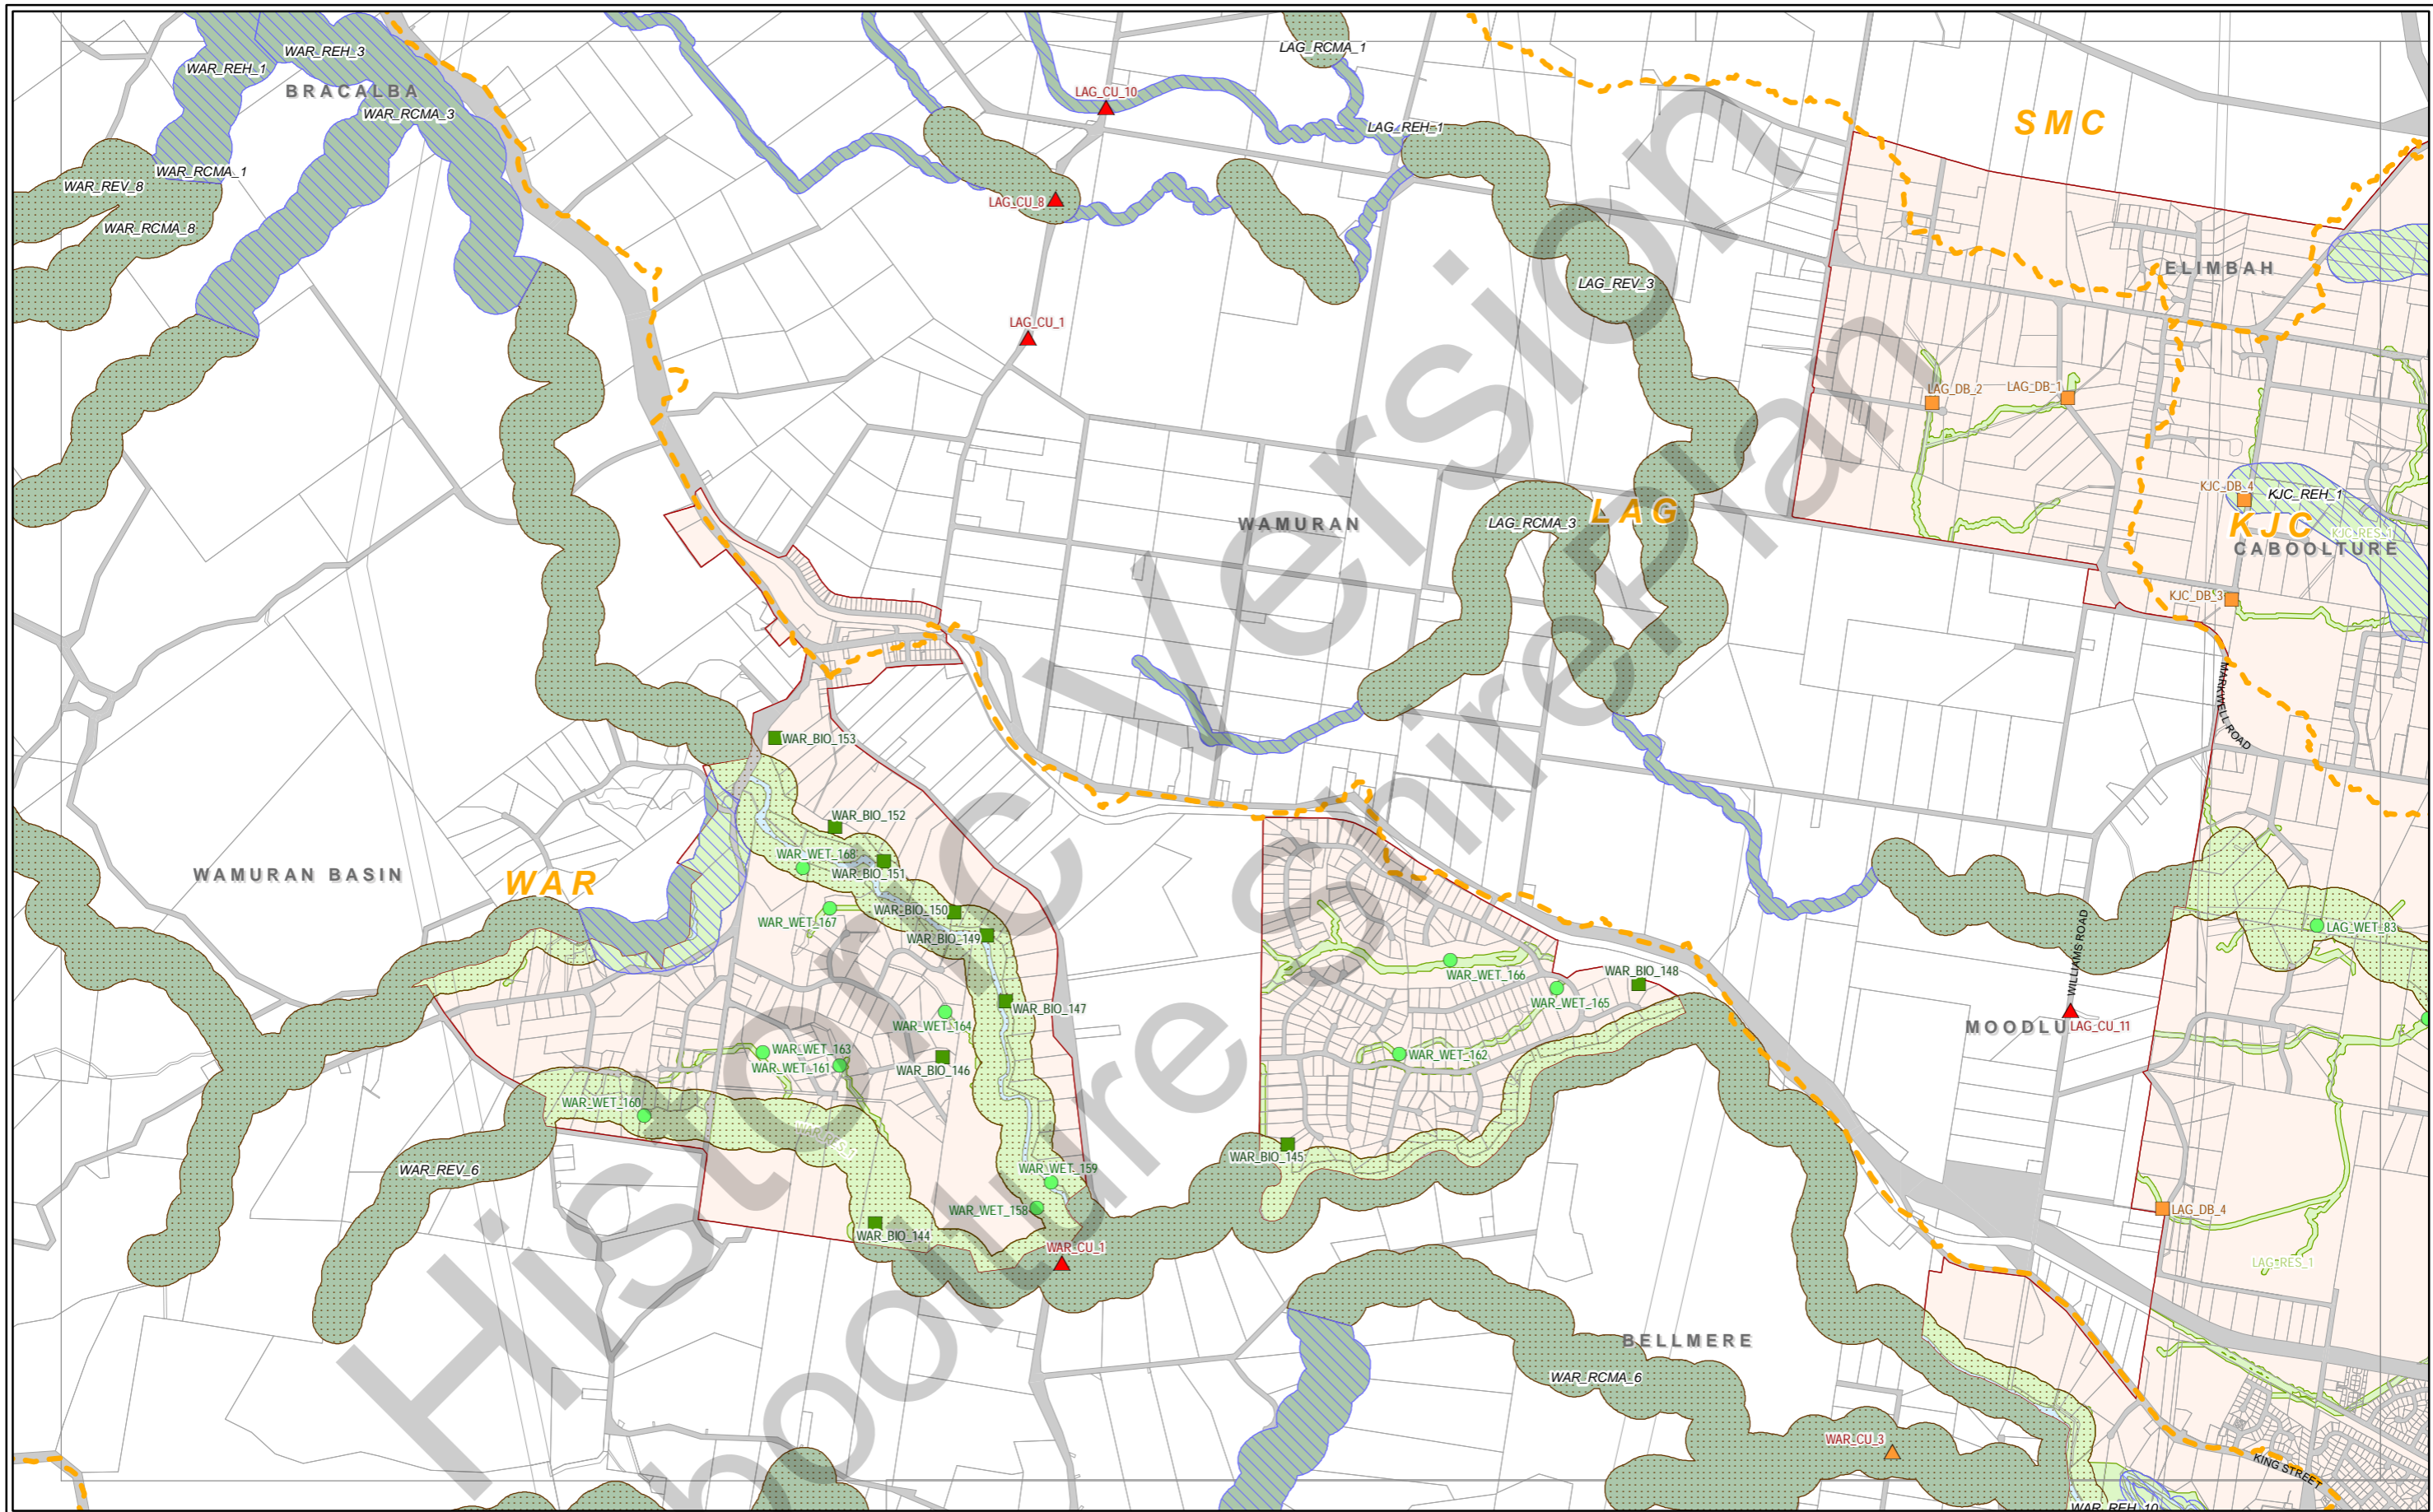 WAR_REH_3
LAG_RCMA_1
WAR_REH_1
BRACALBA
LAG_CU_10
WAR_RCMA_3
LAG_REH_1
SMC
WAR_RCMA_1
WAR_REV_8
LAG_CU_8
WAR_RCMA_8
ELIMBAH
LAG_REV_3
LAG_CU_1
LAG_DB_2
LAG_DB_1
KJC_DB_4
KJC_REH_1
LAG
WAMURAN
LAG_RCMA_3
KJC
KJC_RES_1
CABOOLTURE
KJC_DB_3
MARKWELL ROAD
WAR_BIO_153
WAR_BIO_152
WAR_WET_168
WAR_BIO_151
WAMURAN BASIN
WAR
WAR_BIO_150
WAR_WET_167
LAG_WET_83
WAR_BIO_149
WILLIAMS ROAD
WAR_WET_166
WAR_BIO_148
WAR_WET_165
WAR_BIO_147
WAR_WET_164
MOODLU
LAG_CU_11
WAR_WET_163
WAR_WET_162
WAR_WET_161
WAR_BIO_146
WAR_WET_160
WAR_BIO_145
WAR_REV_6
WAR_WET_159
WAR_WET_158
LAG_DB_4
WAR_BIO_144
WAR_CU_1
LAG_RES_1
BELLMERE
WAR_RCMA_6
WAR_CU_3
KING STREET
WAR_REH_10
Historic Version
ShirePlan